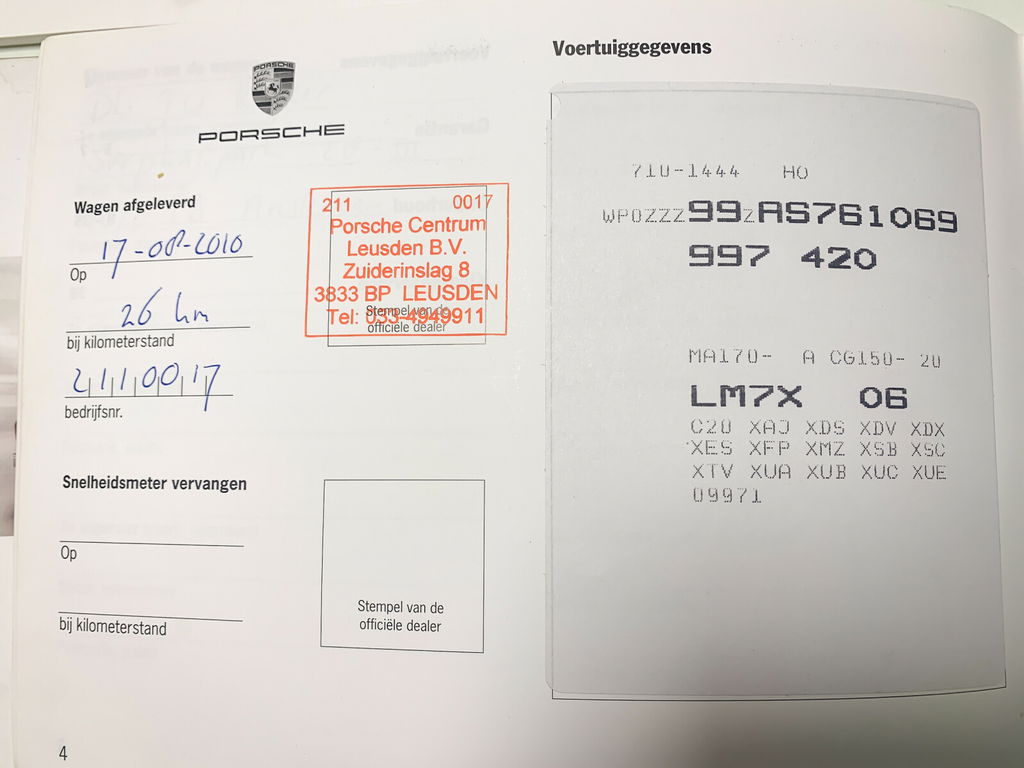 PORSCHE
PORSCHE
Wagen afgeleverd
17-08-2010
Op
26 km
bij kilometerstand
2110017
bedrijfsnr.
211 0017
Porsche Centrum
Leusden B.V.
Zuiderinslag 8
3833 BP LEUSDEN
Tel: 033-4949911
Stempel van de
officiële dealer
Snelheidsmeter vervangen
Op
bij kilometerstand
Stempel van de
officiële dealer
4
Voertuiggegevens
710-1444 HO
WP0ZZZ99ZAS761069
997 420
MA170- A CG150- 20
LM7X 06
C20 XAJ XDS XDV XDX
XES XFP XMZ XSB XSC
XTV XUA XUB XUC XUE
09971